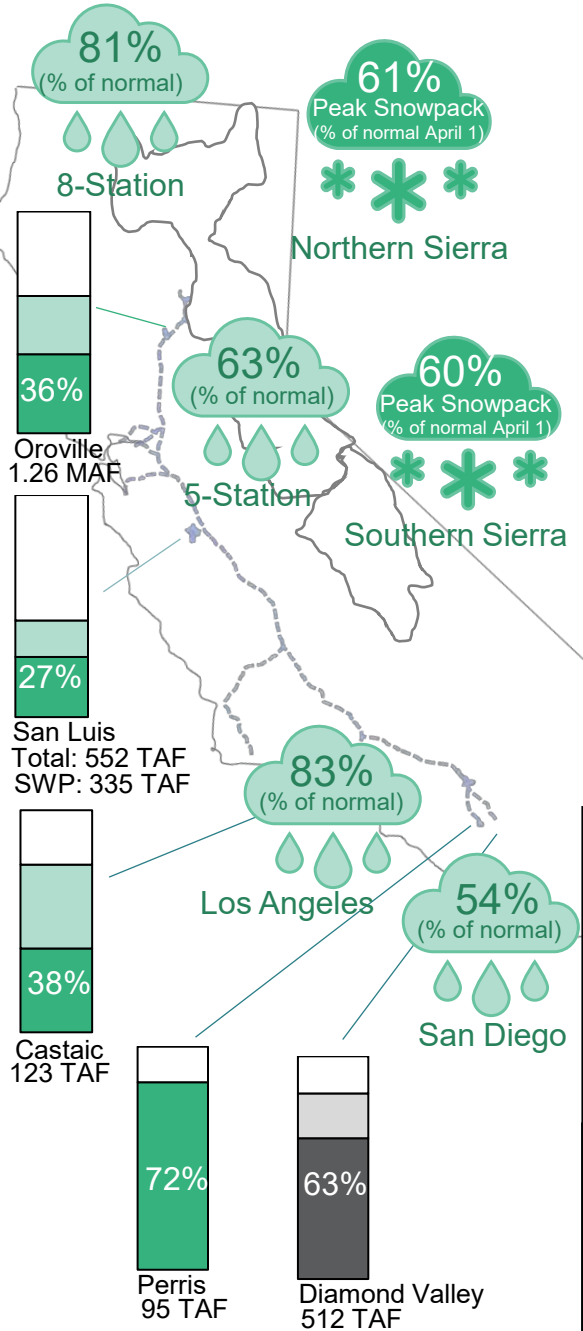 81%
(% of normal)
8-Station
61%
Peak Snowpack
(% of normal April 1)
Northern Sierra
36%
Oroville
1.26 MAF
63%
(% of normal)
5-Station
60%
Peak Snowpack
(% of normal April 1)
Southern Sierra
27%
San Luis
Total: 552 TAF
SWP: 335 TAF
83%
(% of normal)
Los Angeles
54%
(% of normal)
San Diego
38%
Castaic
123 TAF
72%
Perris
95 TAF
63%
Diamond Valley
512 TAF